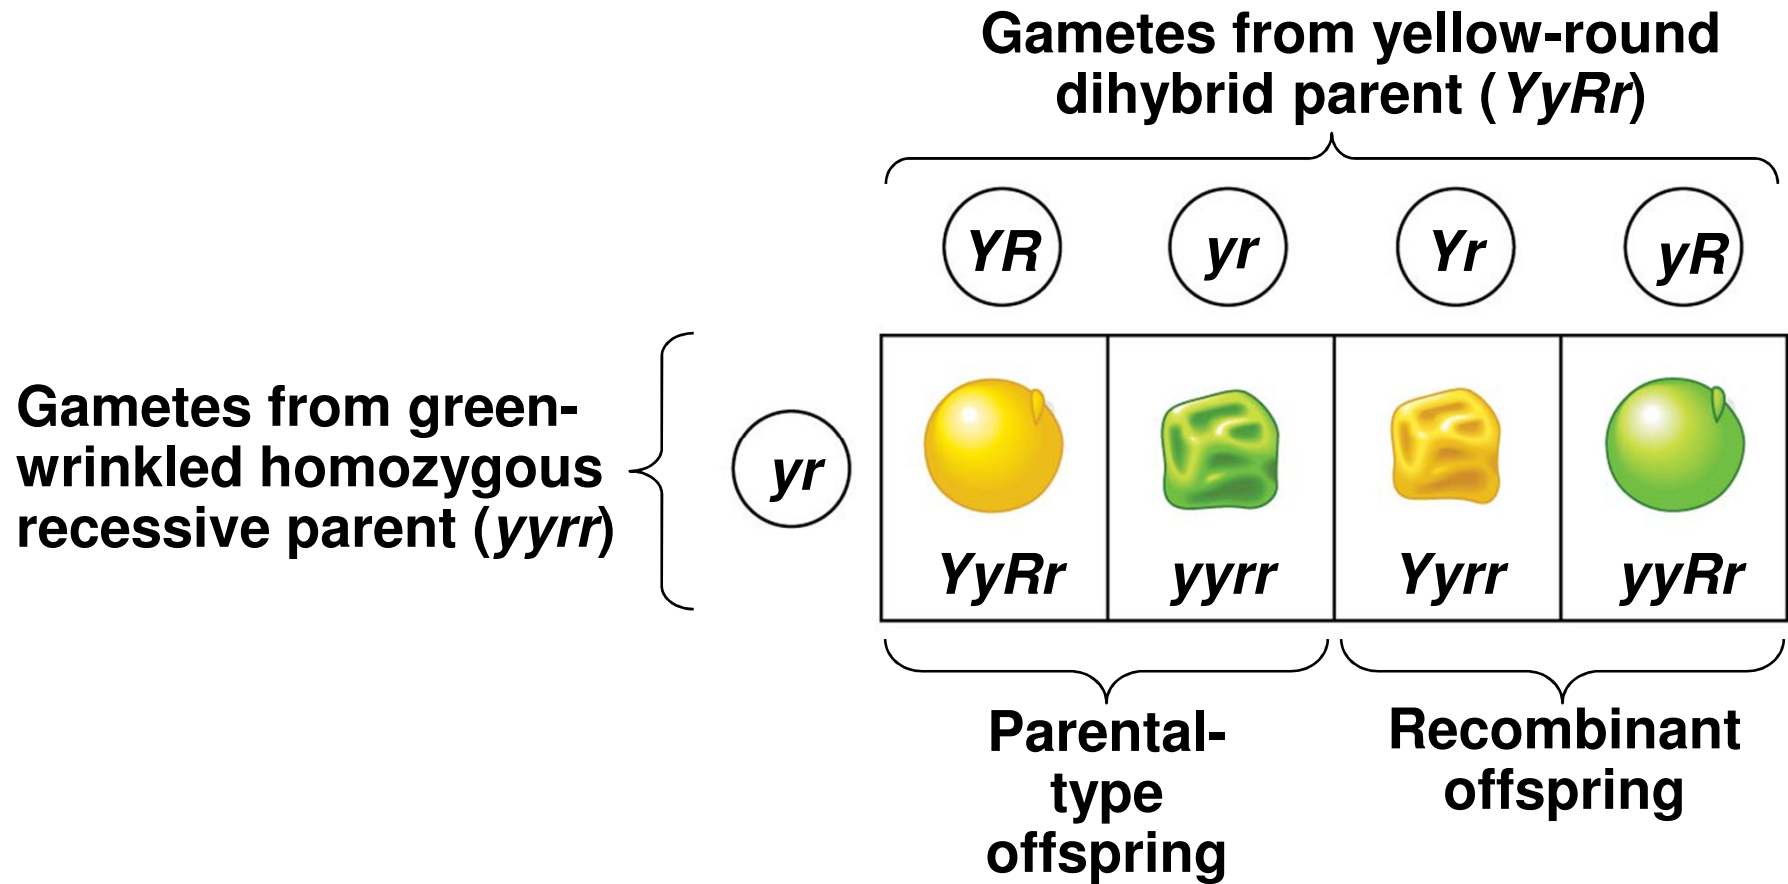 Gametes from yellow-round
dihybrid parent (YyRr)
YR yr Yr yR
Gametes from green-
wrinkled homozygous
recessive parent (yyrr)
yr
YyRr yyrr Yyrr yyRr
Parental-
type
offspring
Recombinant
offspring